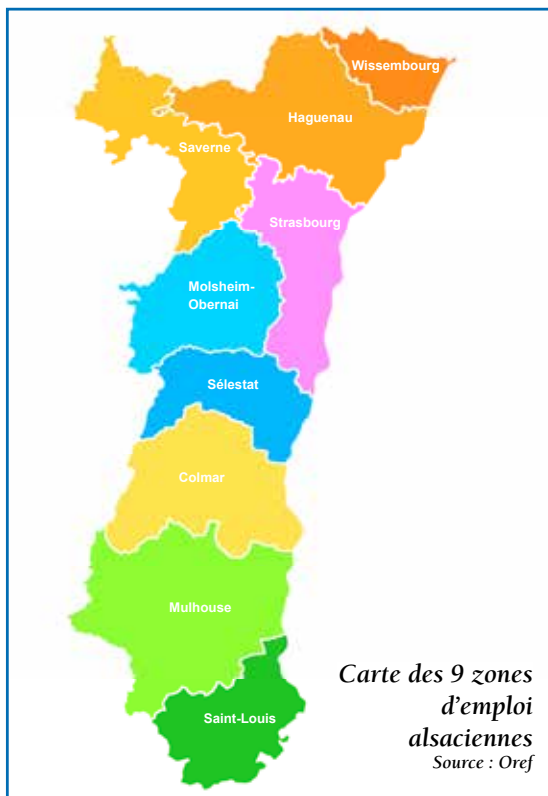 Wissembourg
Haguenau
Saverne
Strasbourg
Molsheim-
Obernai
Sélestat
Colmar
Mulhouse
Saint-Louis
Carte des 9 zones
d'emploi
alsaciennes
Source : Oref